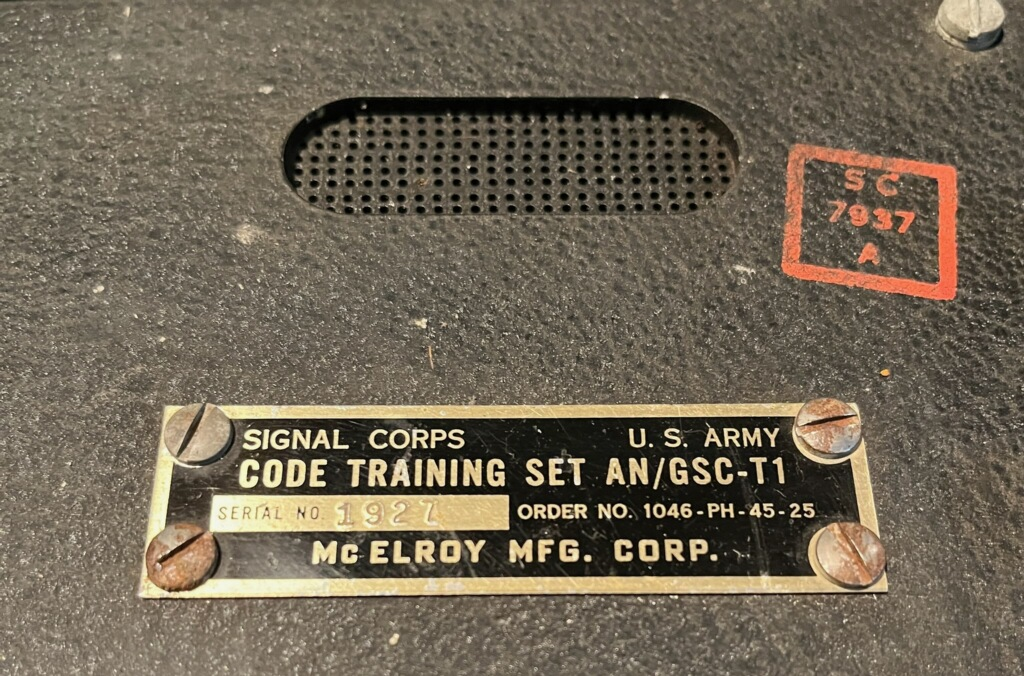 SC
7937
A
SIGNAL CORPS U. S. ARMY
CODE TRAINING SET AN/GSC-T1
SERIAL NO. 1927 ORDER NO. 1046-PH-45-25
McELROY MFG. CORP.